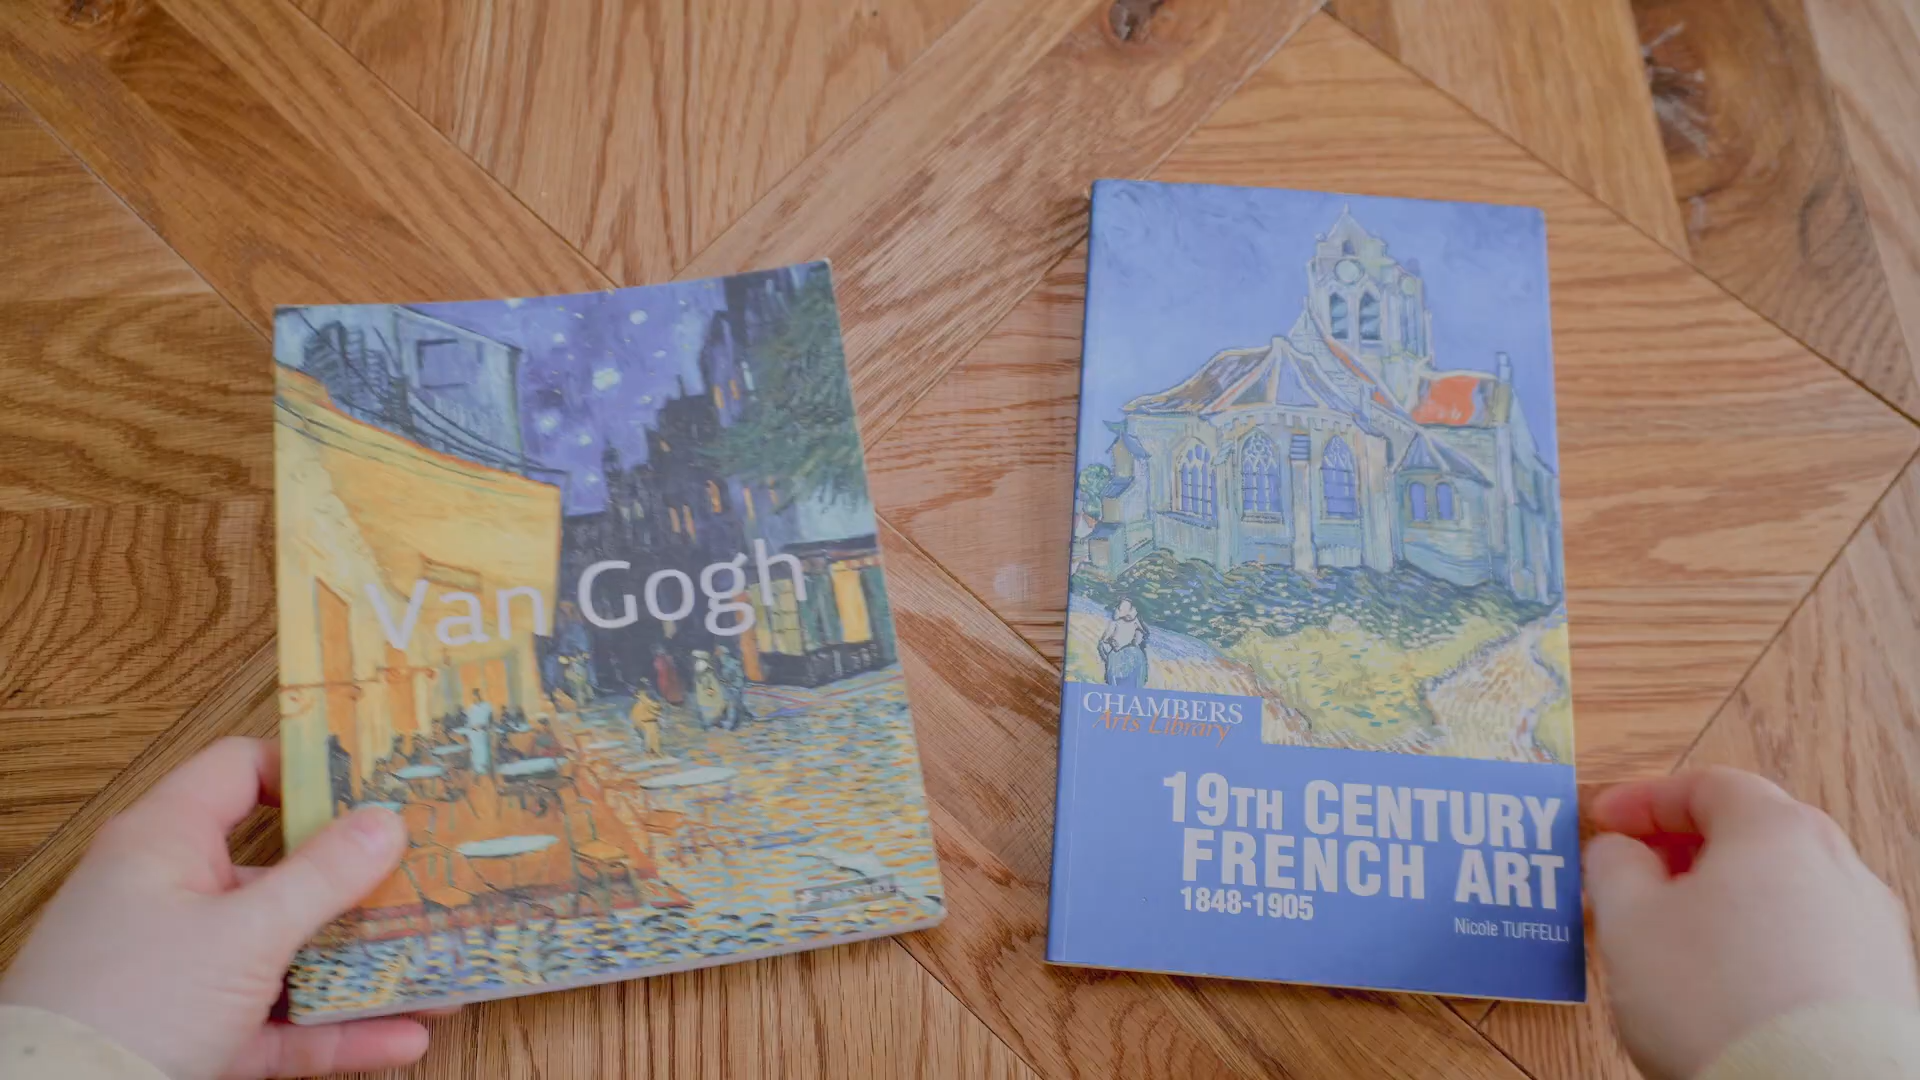 Van Gogh
PRESTEL
CHAMBERS
Arts Library
19TH CENTURY
FRENCH ART
1848-1905
Nicole TUFFELLI